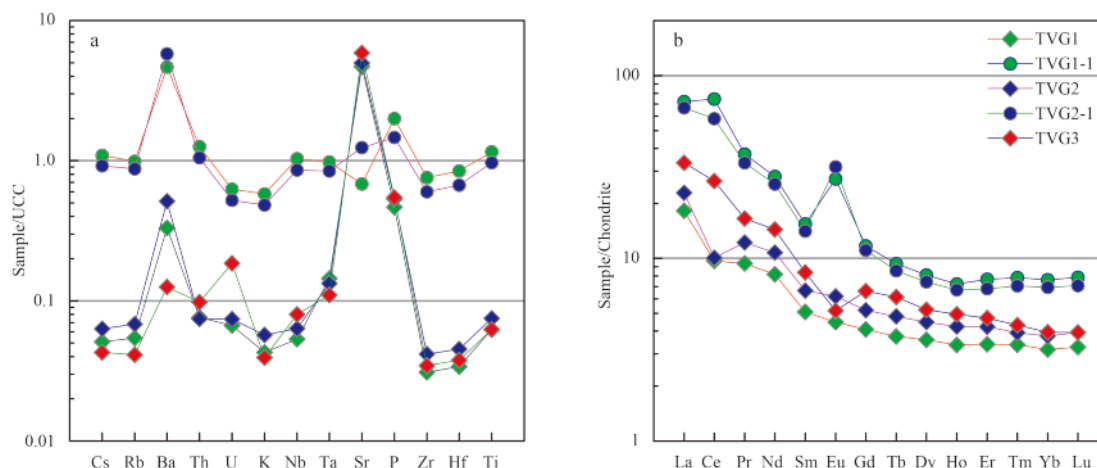 a
Sample/UCC
10
1.0
0.1
0.01
Cs Rb Ba Th U K Nb Ta Sr P Zr Hf Ti
b
Sample/Chondrite
100
10
1
La Ce Pr Nd Sm Eu Gd Tb Dy Ho Er Tm Yb Lu
TVG1
TVG1-1
TVG2
TVG2-1
TVG3